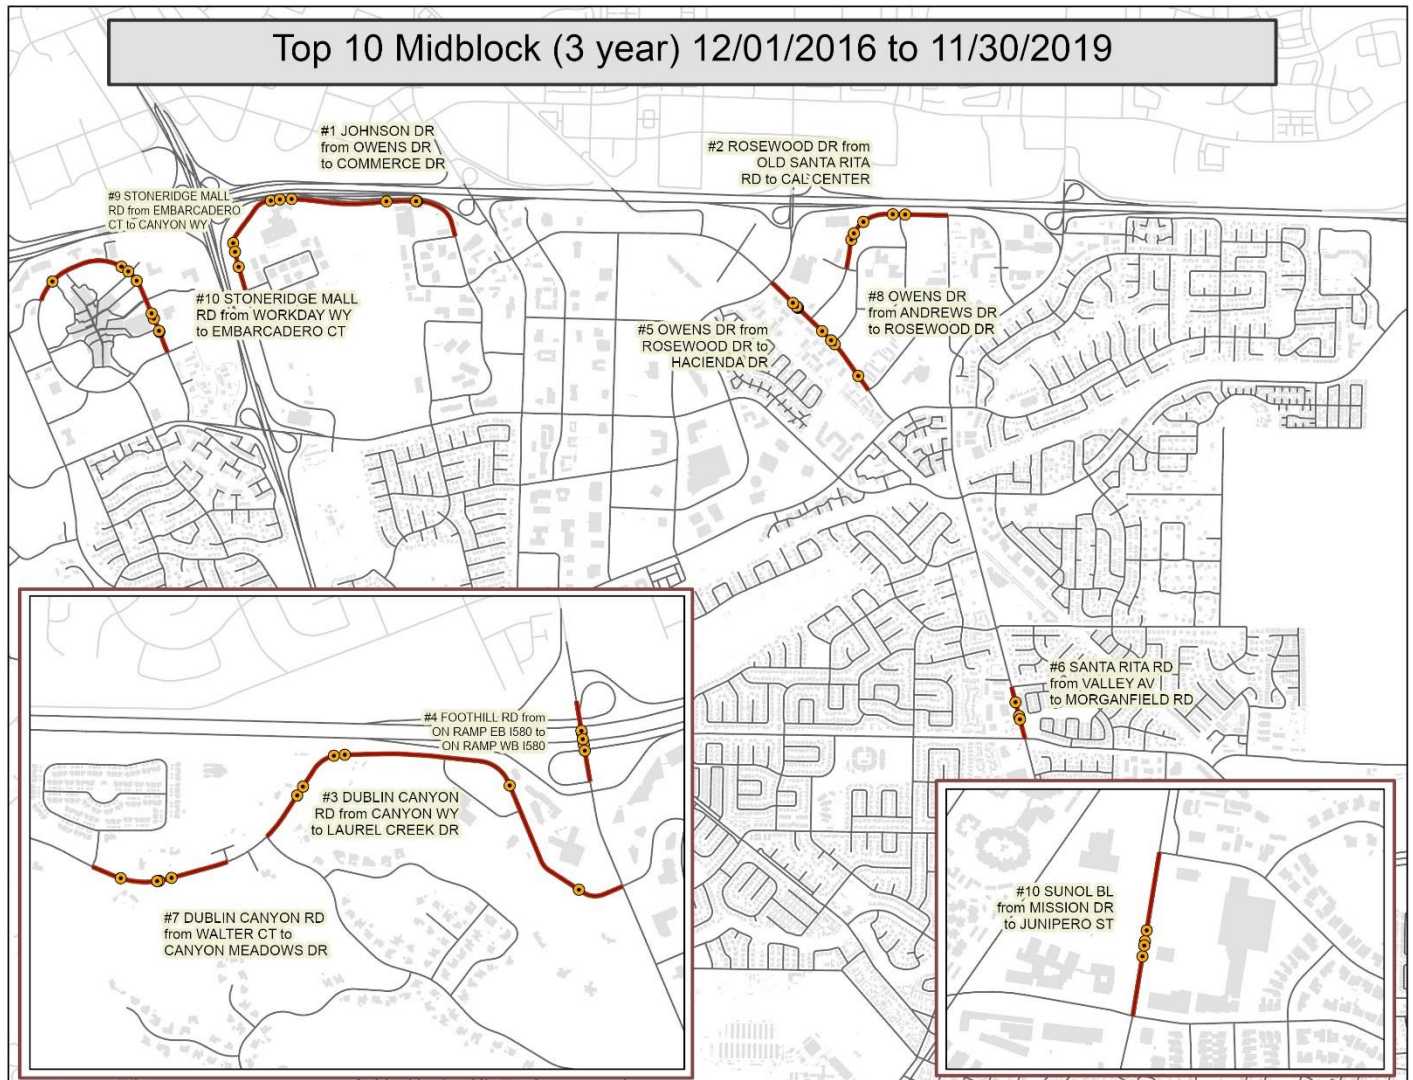 Top 10 Midblock (3 year) 12/01/2016 to 11/30/2019
#1 JOHNSON DR
from OWENS DR
to COMMERCE DR
#2 ROSEWOOD DR from
OLD SANTA RITA
RD to CALCENTER
#9 STONERIDGE MALL
RD from EMBARCADERO
CT to CANYON WY
#10 STONERIDGE MALL
RD from WORKDAY WY
to EMBARCADERO CT
#8 OWENS DR
from ANDREWS DR
to ROSEWOOD DR
#5 OWENS DR from
ROSEWOOD DR to
HACIENDA DR
#6 SANTA RITA RD
from VALLEY AV
to MORGANFIELD RD
#4 FOOTHILL RD from
ON RAMP EB I580 to
ON RAMP WB I580
#3 DUBLIN CANYON
RD from CANYON WY
to LAUREL CREEK DR
#7 DUBLIN CANYON RD
from WALTER CT to
CANYON MEADOWS DR
#10 SUNOL BL
from MISSION DR
to JUNIPERO ST